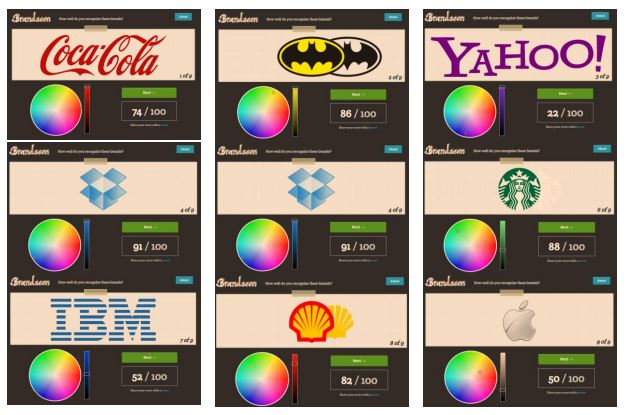 Brandseen How well do you recognize these brands? About
Coca-Cola
1 of 9
Next →
74 / 100
Share your score with a tweet
Brandseen How well do you recognize these brands? About
2 of 9
Next →
86 / 100
Share your score with a tweet
Brandseen How well do you recognize these brands? About
YAHOO!
3 of 9
Next →
22 / 100
Share your score with a tweet
Brandseen How well do you recognize these brands? About
4 of 9
Next →
91 / 100
Share your score with a tweet
Brandseen How well do you recognize these brands? About
4 of 9
Next →
91 / 100
Share your score with a tweet
Brandseen How well do you recognize these brands? About
6 of 9
Next →
88 / 100
Share your score with a tweet
Brandseen How well do you recognize these brands? About
IBM
7 of 9
Next →
52 / 100
Share your score with a tweet
Brandseen How well do you recognize these brands? About
8 of 9
Next →
82 / 100
Share your score with a tweet
Brandseen How well do you recognize these brands? About
9 of 9
Next →
50 / 100
Share your score with a tweet